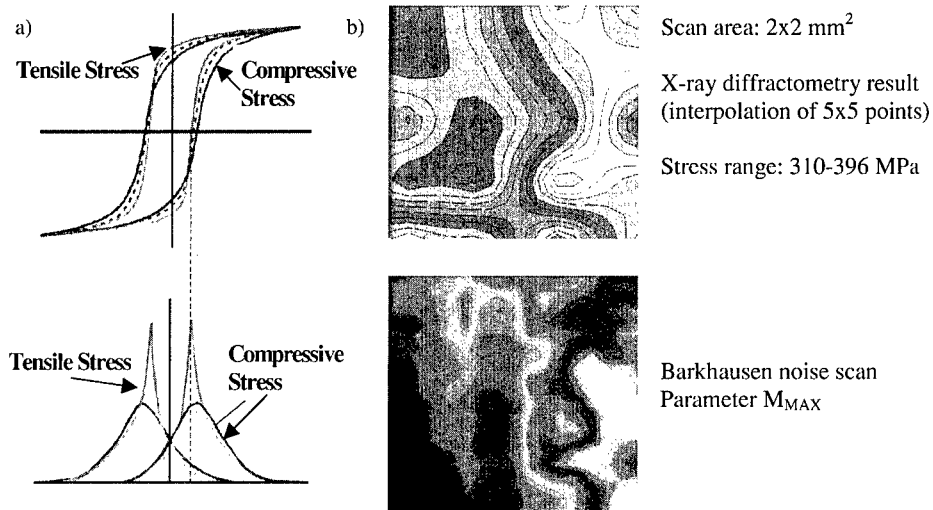 a)
Tensile Stress
Compressive
Stress
b)
Scan area: 2x2 mm²
X-ray diffractometry result
(interpolation of 5x5 points)
Stress range: 310-396 MPa
Tensile Stress
Compressive
Stress
Barkhausen noise scan
Parameter M_MAX